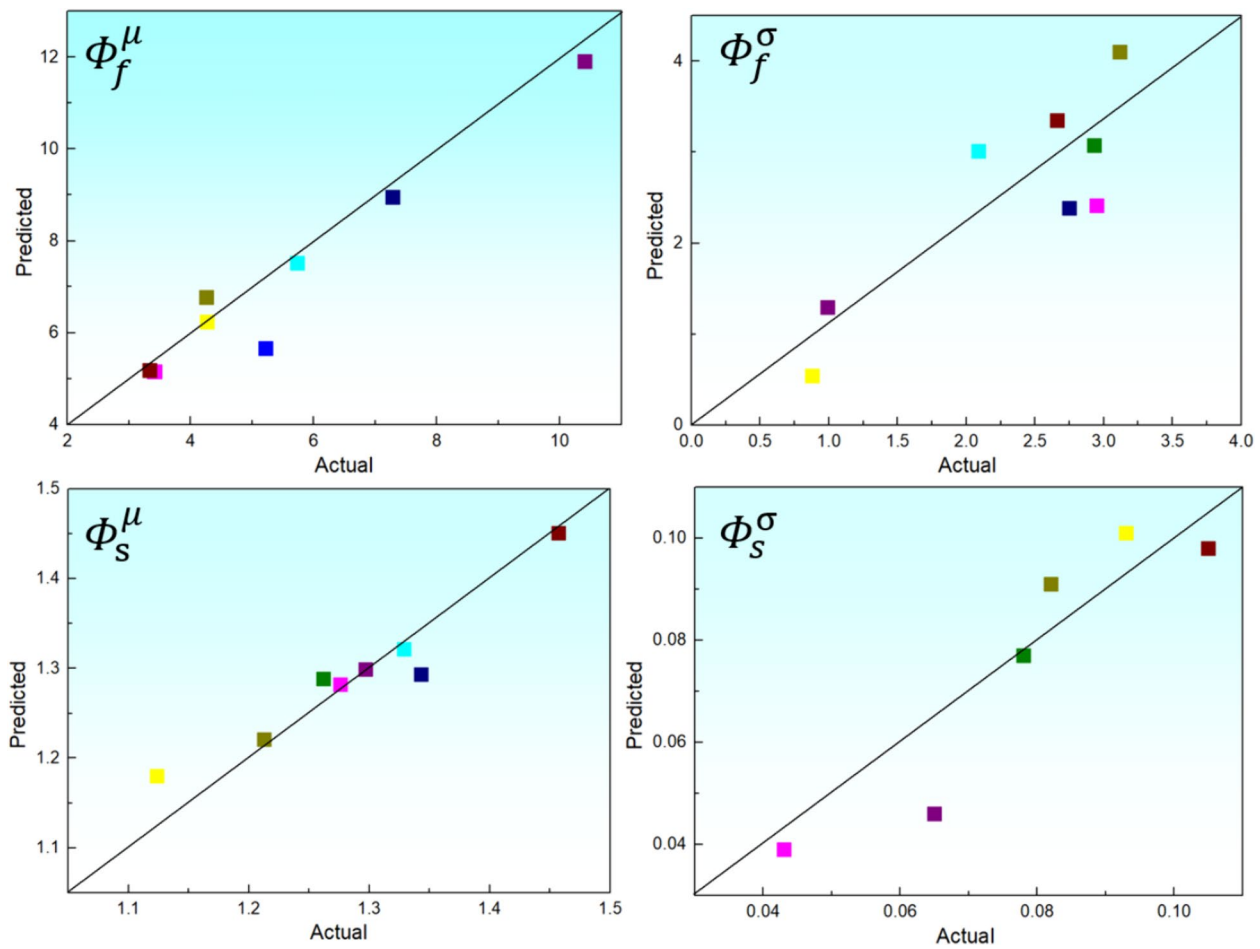 Φ_f^μ
12
10
8
6
4
Predicted
2 4 6 8 10
Actual
Φ_f^σ
4
2
0
Predicted
0.0 0.5 1.0 1.5 2.0 2.5 3.0 3.5 4.0
Actual
Φ_s^μ
1.5
1.4
1.3
1.2
1.1
Predicted
1.1 1.2 1.3 1.4 1.5
Actual
Φ_s^σ
0.10
0.08
0.06
0.04
Predicted
0.04 0.06 0.08 0.10
Actual